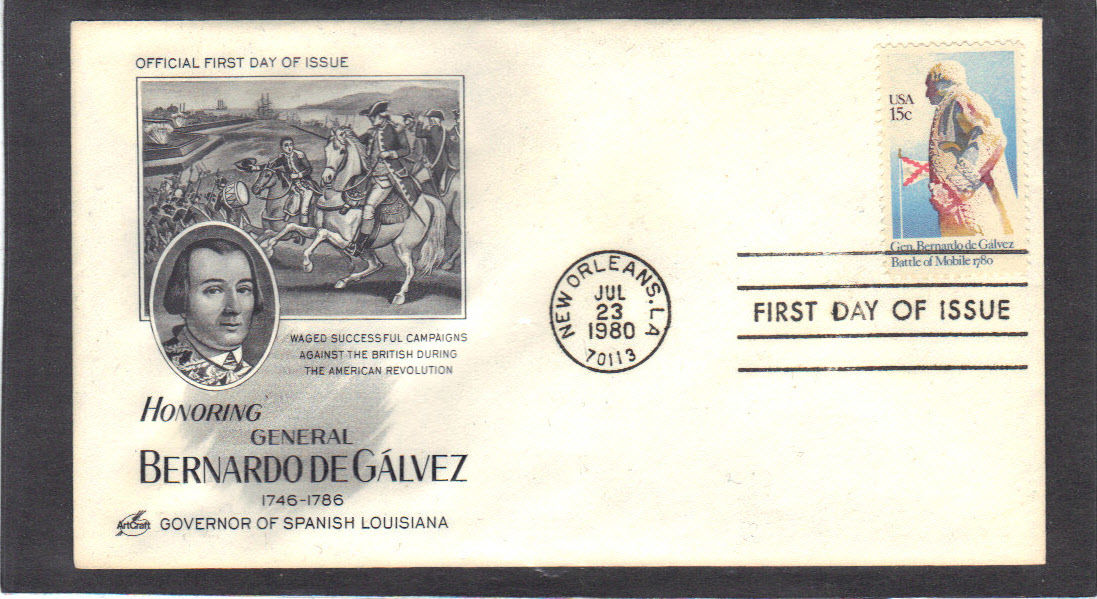 OFFICIAL FIRST DAY OF ISSUE
WAGED SUCCESSFUL CAMPAIGNS
AGAINST THE BRITISH DURING
THE AMERICAN REVOLUTION
HONORING
GENERAL
BERNARDO DE GÁLVEZ
1746-1786
ArtCraft GOVERNOR OF SPANISH LOUISIANA
NEW ORLEANS, LA
JUL
23
1980
70113
USA
15c
Gen. Bernardo de Gálvez
Battle of Mobile 1780
FIRST DAY OF ISSUE